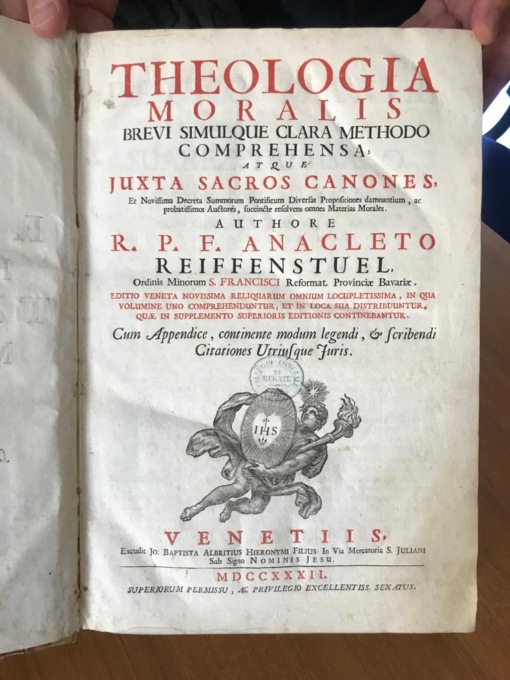 THEOLOGIA
MORALIS
BREVI SIMULQUE CLARA METHODO
COMPREHENSA,
ATQUE
JUXTA SACROS CANONES,
Et Novissima Decreta Summorum Pontificum Diversas Propositiones damnantium, ac
probatissimos Auctores, succincte resolvens omnes Materias Morales.
AUTHORE
R. P. F. ANACLETO
REIFFENSTUEL,
Ordinis Minorum S. FRANCISCI Reformat. Provinciæ Bavariæ.
EDITIO VENETA NOVISSIMA RELIQUARUM OMNIUM LOCUPLETISSIMA, IN QUA
VOLUMINE UNO COMPREHENDUNTUR, ET IN LOCA SUA DISTRIBUUNTUR,
QUÆ IN SUPPLEMENTO SUPERIORIS EDITIONIS CONTINEBANTUR.
Cum Appendice, continente modum legendi, & ſcribendi
Citationes Utriuſque Juris.
COLLEGIO
DI
MERATE
IHS
VENETIIS,
Excudit JO. BAPTISTA ALBRITIUS HIERONYMI FILIUS In Via Mercatoria S. JULIANI
Sub Signo NOMINIS JESU.
MDCCXXXII.
SUPERIORUM PERMISSU, AC PRIVILEGIO EXCELLENTISS. SENATUS.